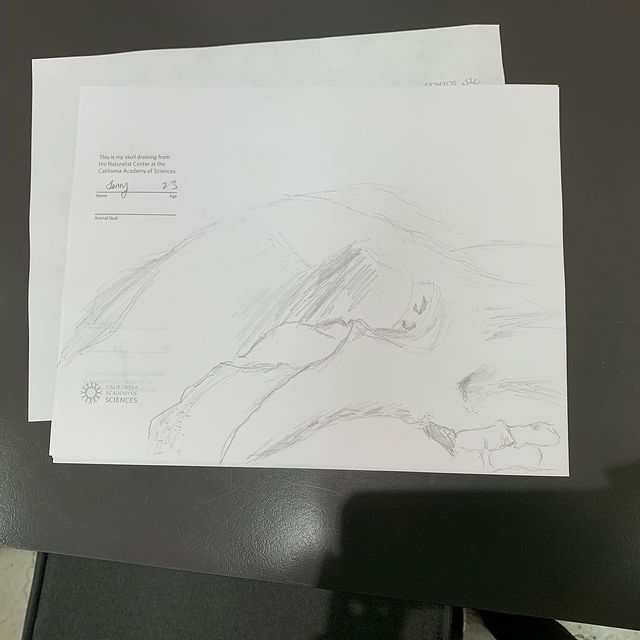 This is my skull drawing from
the Naturalist Center at the
California Academy of Sciences.
Jenny 23
Name Age
Animal Skull
CALIFORNIA
ACADEMY OF
SCIENCES